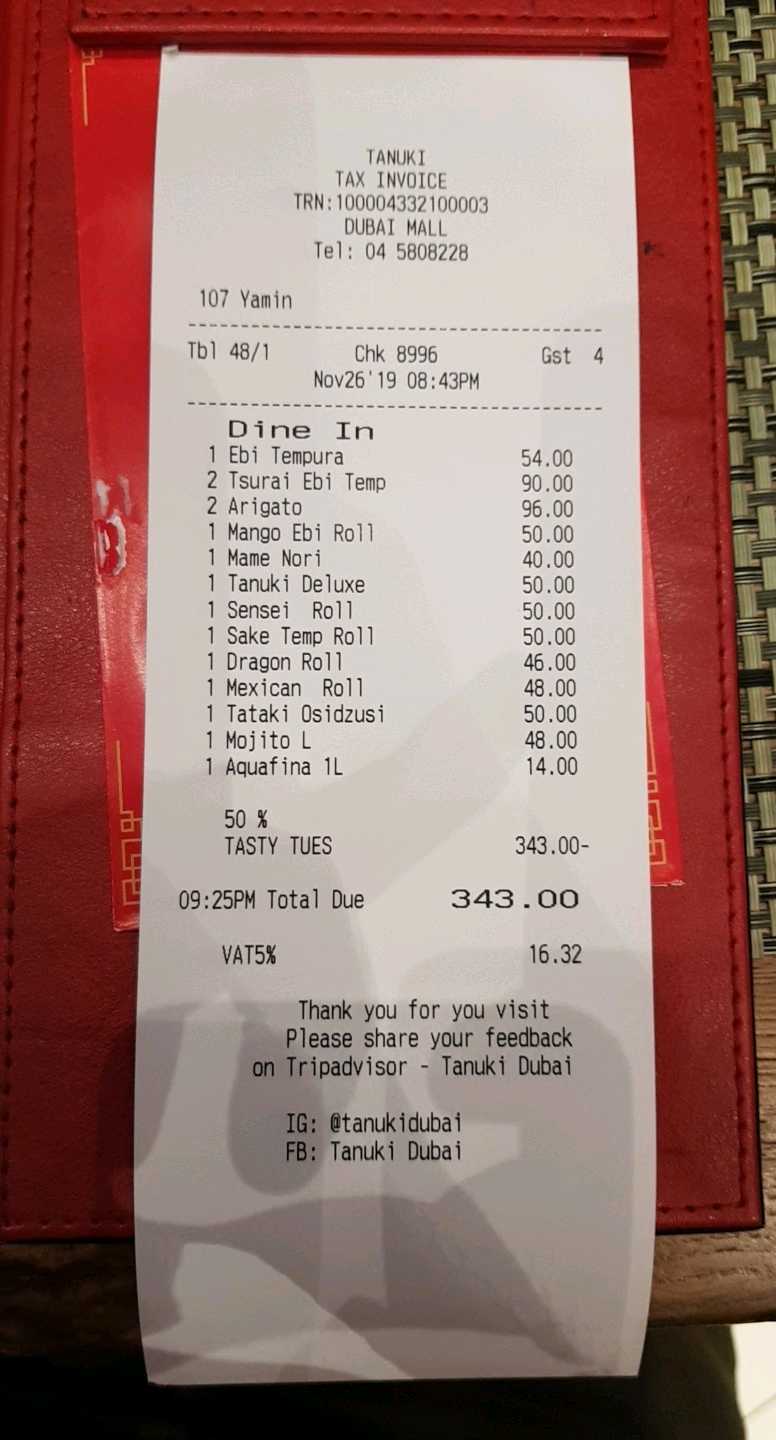 TANUKI
TAX INVOICE
TRN:100004332100003
DUBAI MALL
Tel: 04 5808228
107 Yamin
Tbl 48/1 Chk 8996 Gst 4
Nov26'19 08:43PM
Dine In
1 Ebi Tempura 54.00
2 Tsurai Ebi Temp 90.00
2 Arigato 96.00
1 Mango Ebi Roll 50.00
1 Mame Nori 40.00
1 Tanuki Deluxe 50.00
1 Sensei Roll 50.00
1 Sake Temp Roll 50.00
1 Dragon Roll 46.00
1 Mexican Roll 48.00
1 Tataki Osidzusi 50.00
1 Mojito L 48.00
1 Aquafina 1L 14.00
50 %
TASTY TUES 343.00-
09:25PM Total Due 343.00
VAT5% 16.32
Thank you for you visit
Please share your feedback
on Tripadvisor - Tanuki Dubai
IG: @tanukidubai
FB: Tanuki Dubai